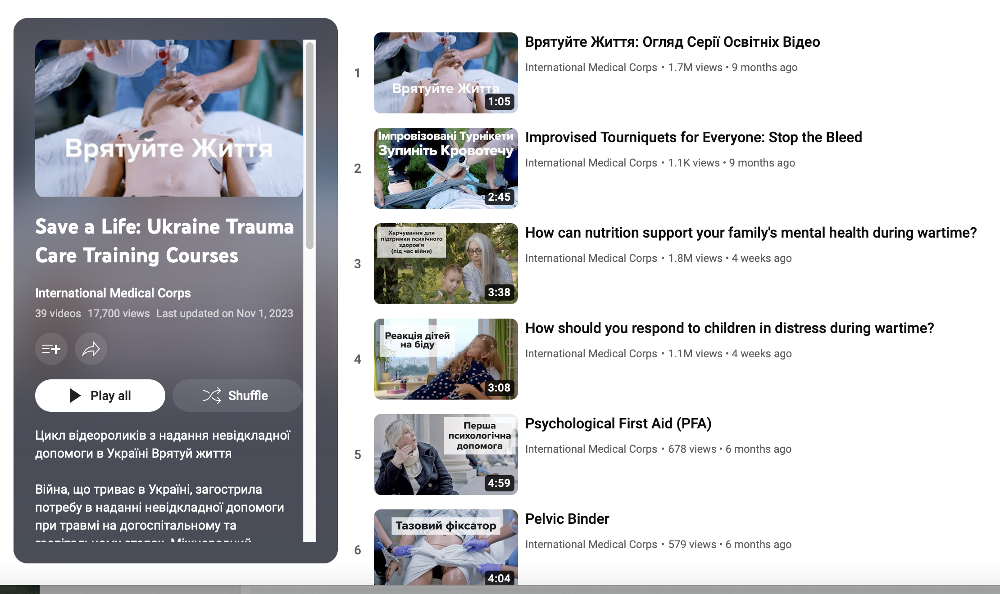 Врятуйте Життя
Save a Life: Ukraine Trauma
Care Training Courses
International Medical Corps
39 videos 17,700 views Last updated on Nov 1, 2023
Play all
Shuffle
Цикл відеороликів з надання невідкладної
допомоги в Україні Врятуй життя
Війна, що триває в Україні, загострила
потребу в наданні невідкладної допомоги
при травмі на догоспітальному та
1
Врятуйте Життя
1:05
Врятуйте Життя: Огляд Серії Освітніх Відео
International Medical Corps • 1.7M views • 9 months ago
2
Імпровізовані Турнікети
Зупиніть Кровотечу
2:45
Improvised Tourniquets for Everyone: Stop the Bleed
International Medical Corps • 1.1K views • 9 months ago
3
Харчування для
підтримки психічного
здоров'я
(під час війни)
3:38
How can nutrition support your family's mental health during wartime?
International Medical Corps • 1.8M views • 4 weeks ago
4
Реакція дітей
на біду
3:08
How should you respond to children in distress during wartime?
International Medical Corps • 1.1M views • 4 weeks ago
5
Перша
психологічна
допомога
4:59
Psychological First Aid (PFA)
International Medical Corps • 678 views • 6 months ago
6
Тазовий фіксатор
4:04
Pelvic Binder
International Medical Corps • 579 views • 6 months ago